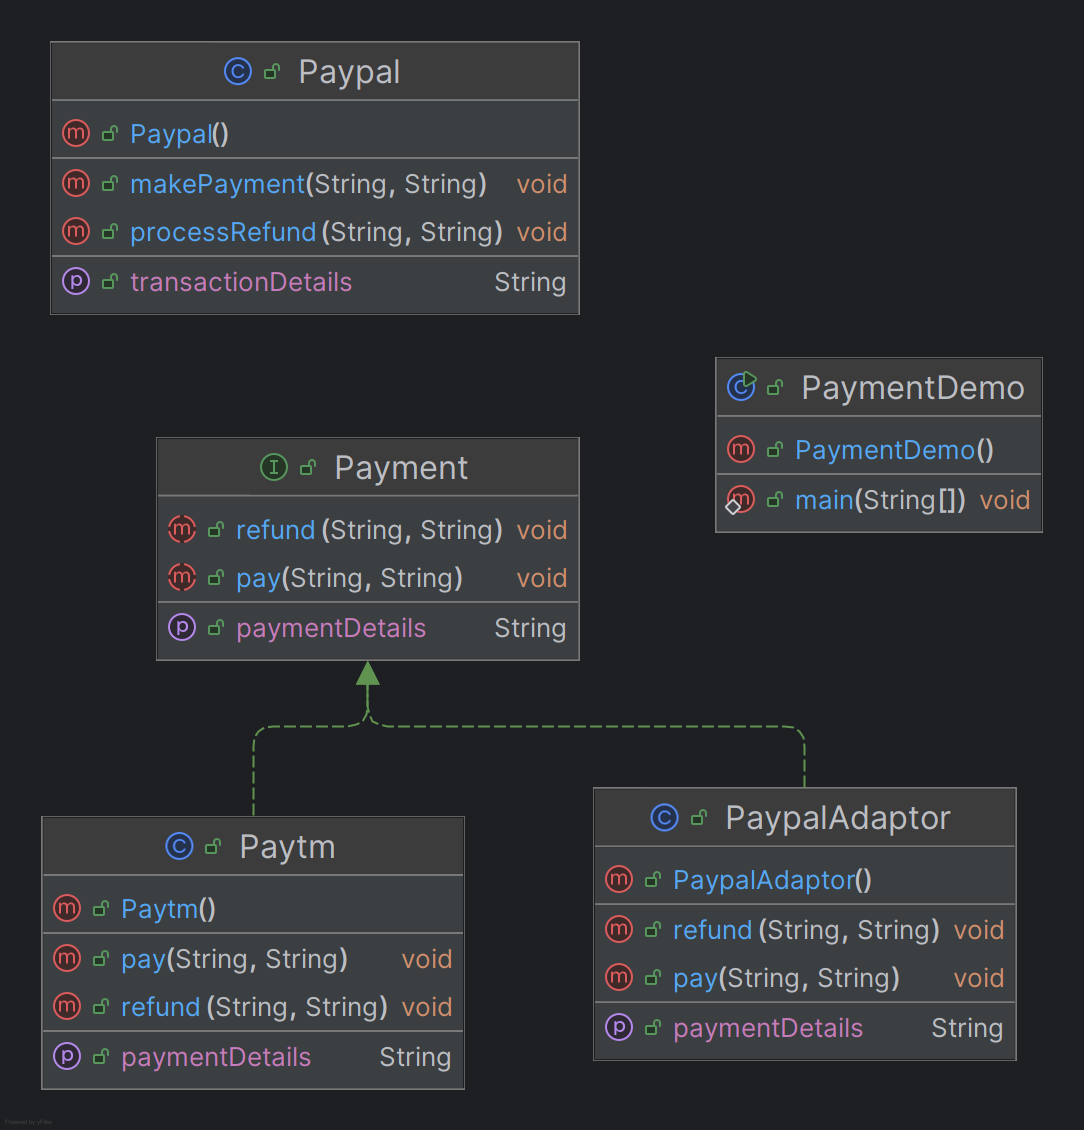 Paypal
Paypal()
makePayment(String, String) void
processRefund(String, String) void
transactionDetails String
PaymentDemo
PaymentDemo()
main(String[]) void
Payment
refund(String, String) void
pay(String, String) void
paymentDetails String
Paytm
Paytm()
pay(String, String) void
refund(String, String) void
paymentDetails String
PaypalAdaptor
PaypalAdaptor()
refund(String, String) void
pay(String, String) void
paymentDetails String
Powered by yFiles